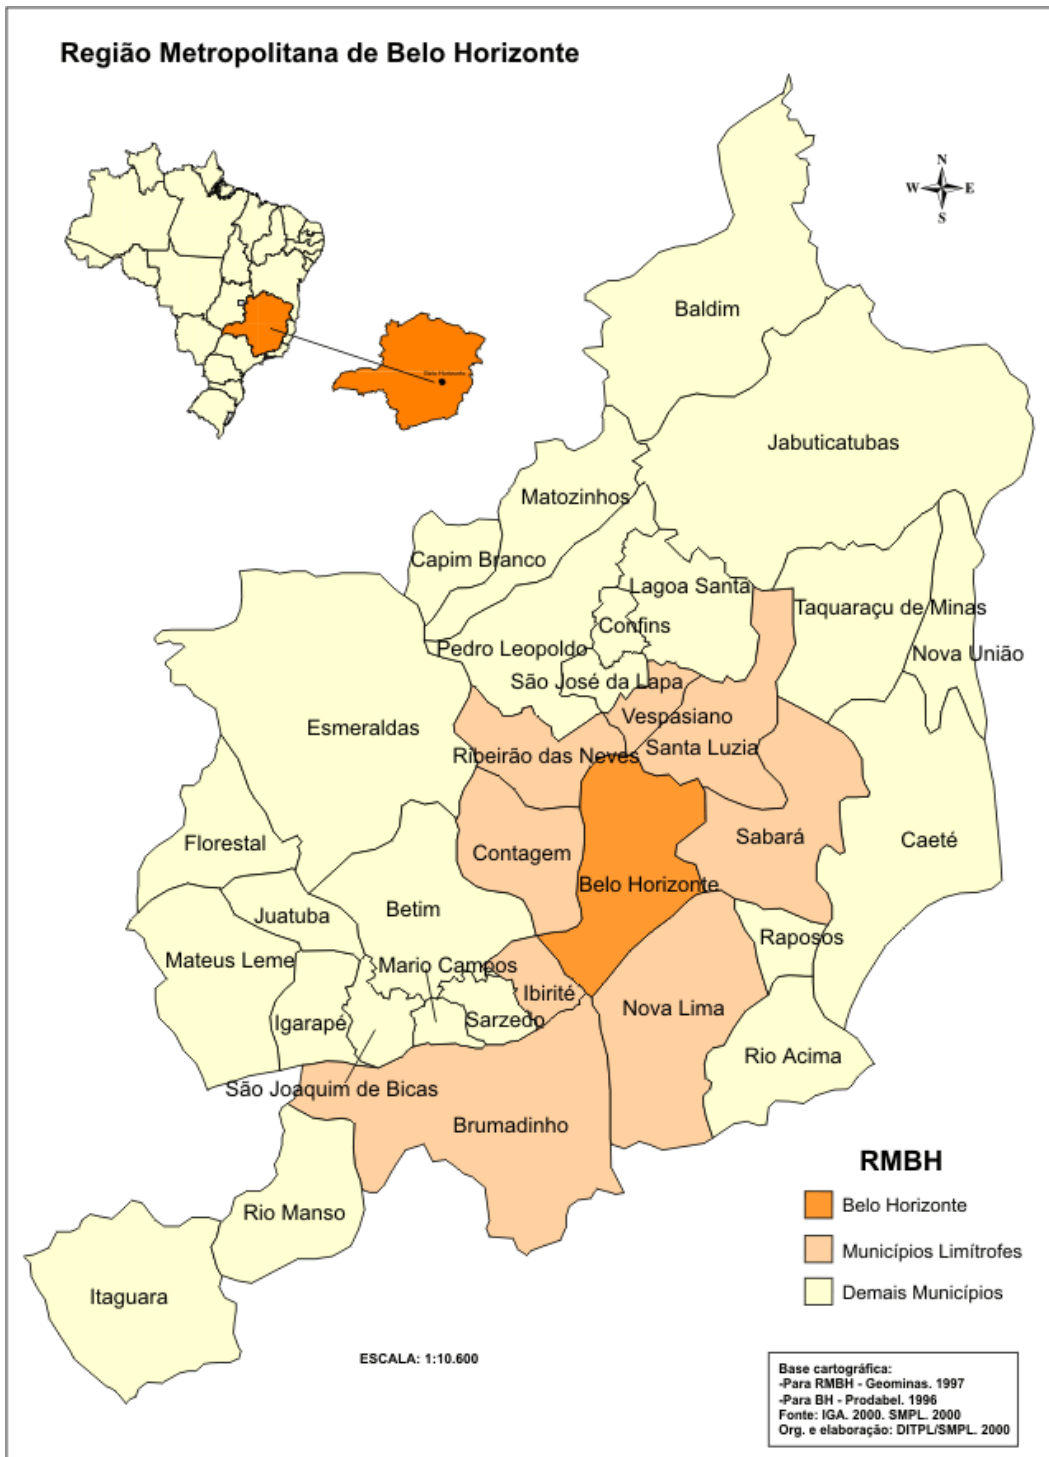 Região Metropolitana de Belo Horizonte
N
W E
S
Baldim
Belo Horizonte
Jabuticatubas
Matozinhos
Capim Branco
Lagoa Santa
Taquaraçu de Minas
Confins
Pedro Leopoldo
Nova União
São José da Lapa
Vespasiano
Esmeraldas
Santa Luzia
Ribeirão das Neves
Sabará
Florestal
Caeté
Contagem
Belo Horizonte
Betim
Juatuba
Raposos
Mateus Leme
Mario Campos
Ibirité
Nova Lima
Igarapé
Sarzedo
Rio Acima
São Joaquim de Bicas
Brumadinho
RMBH
Belo Horizonte
Municípios Limítrofes
Demais Municípios
Rio Manso
Itaguara
ESCALA: 1:10.600
Base cartográfica:
-Para RMBH - Geominas. 1997
-Para BH - Prodabel. 1996
Fonte: IGA. 2000. SMPL. 2000
Org. e elaboração: DITPL/SMPL. 2000